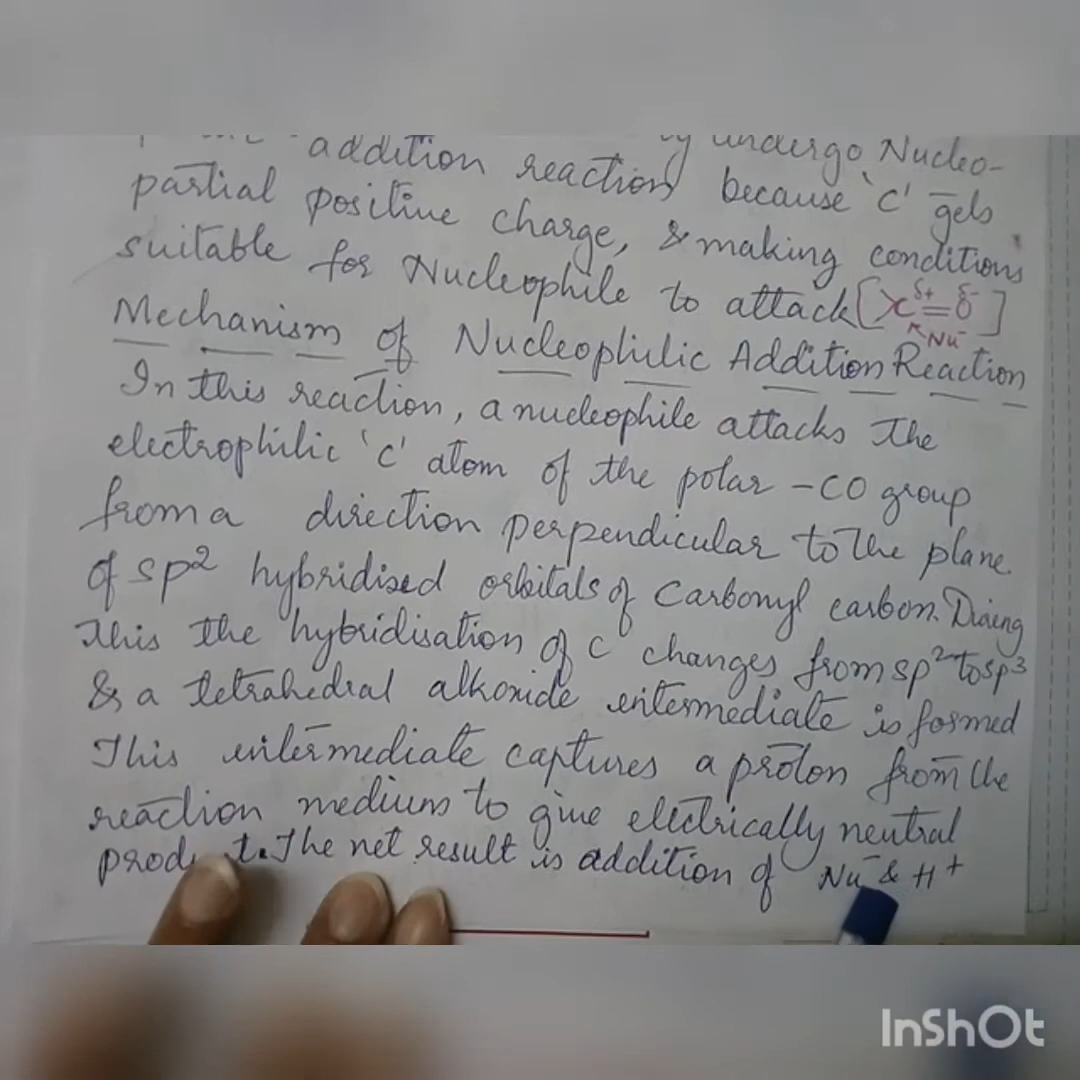 addition reaction because 'C' gets undergo Nucleo-
partial positive charge, & making conditions
suitable for Nucleophile to attack [>C=O δ+ δ- Nu-]
Mechanism of Nucleophilic Addition Reaction
In this reaction, a nucleophile attacks the
electrophilic 'C' atom of the polar -CO group
from a direction perpendicular to the plane
of sp² hybridised orbitals of Carbonyl carbon. During
This the hybridisation of C changes from sp² to sp³
& a tetrahedral alkoxide intermediate is formed
This intermediate captures a proton from the
reaction medium to give electrically neutral
product. The net result is addition of Nu⁻ & H⁺
InShOt